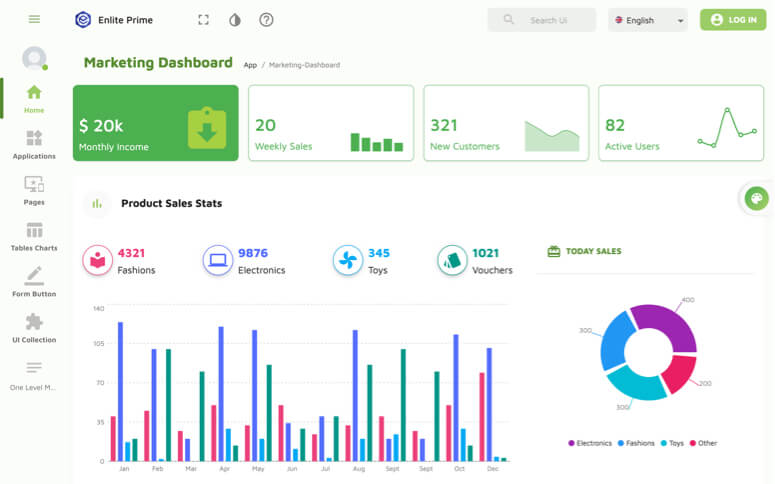 Enlite Prime
Search Ui
English
LOG IN
Marketing Dashboard
App / Marketing-Dashboard
Home
Applications
Pages
Tables Charts
Form Button
UI Collection
One Level M...
$ 20k
Monthly Income
20
Weekly Sales
321
New Customers
82
Active Users
Product Sales Stats
4321
Fashions
9876
Electronics
345
Toys
1021
Vouchers
TODAY SALES
140
105
70
35
0
Jan Feb Mar Apr May Jun Jul Aug Sept Sept Oct Dec
400
300
200
300
Electronics Fashions Toys Other